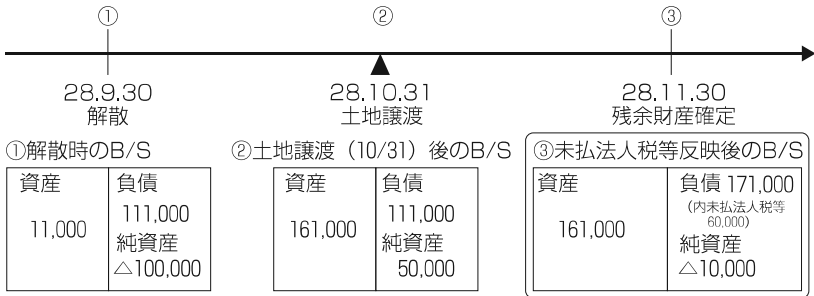 ① ② ③
28.9.30 28.10.31 28.11.30
解散 土地譲渡 残余財産確定
①解散時のB/S
資産 負債
11,000 111,000
純資産
△100,000
②土地譲渡（10/31）後のB/S
資産 負債
161,000 111,000
純資産
50,000
③未払法人税等反映後のB/S
資産 負債 171,000
（内未払法人税等
60,000）
161,000 純資産
△10,000